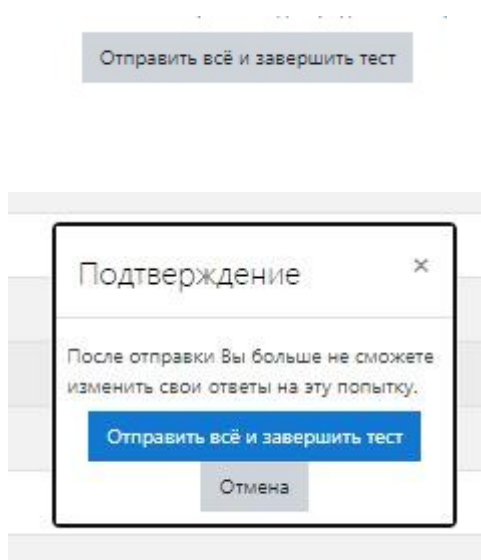 Отправить всё и завершить тест
Подтверждение ×
После отправки Вы больше не сможете
изменить свои ответы на эту попытку.
Отправить всё и завершить тест
Отмена